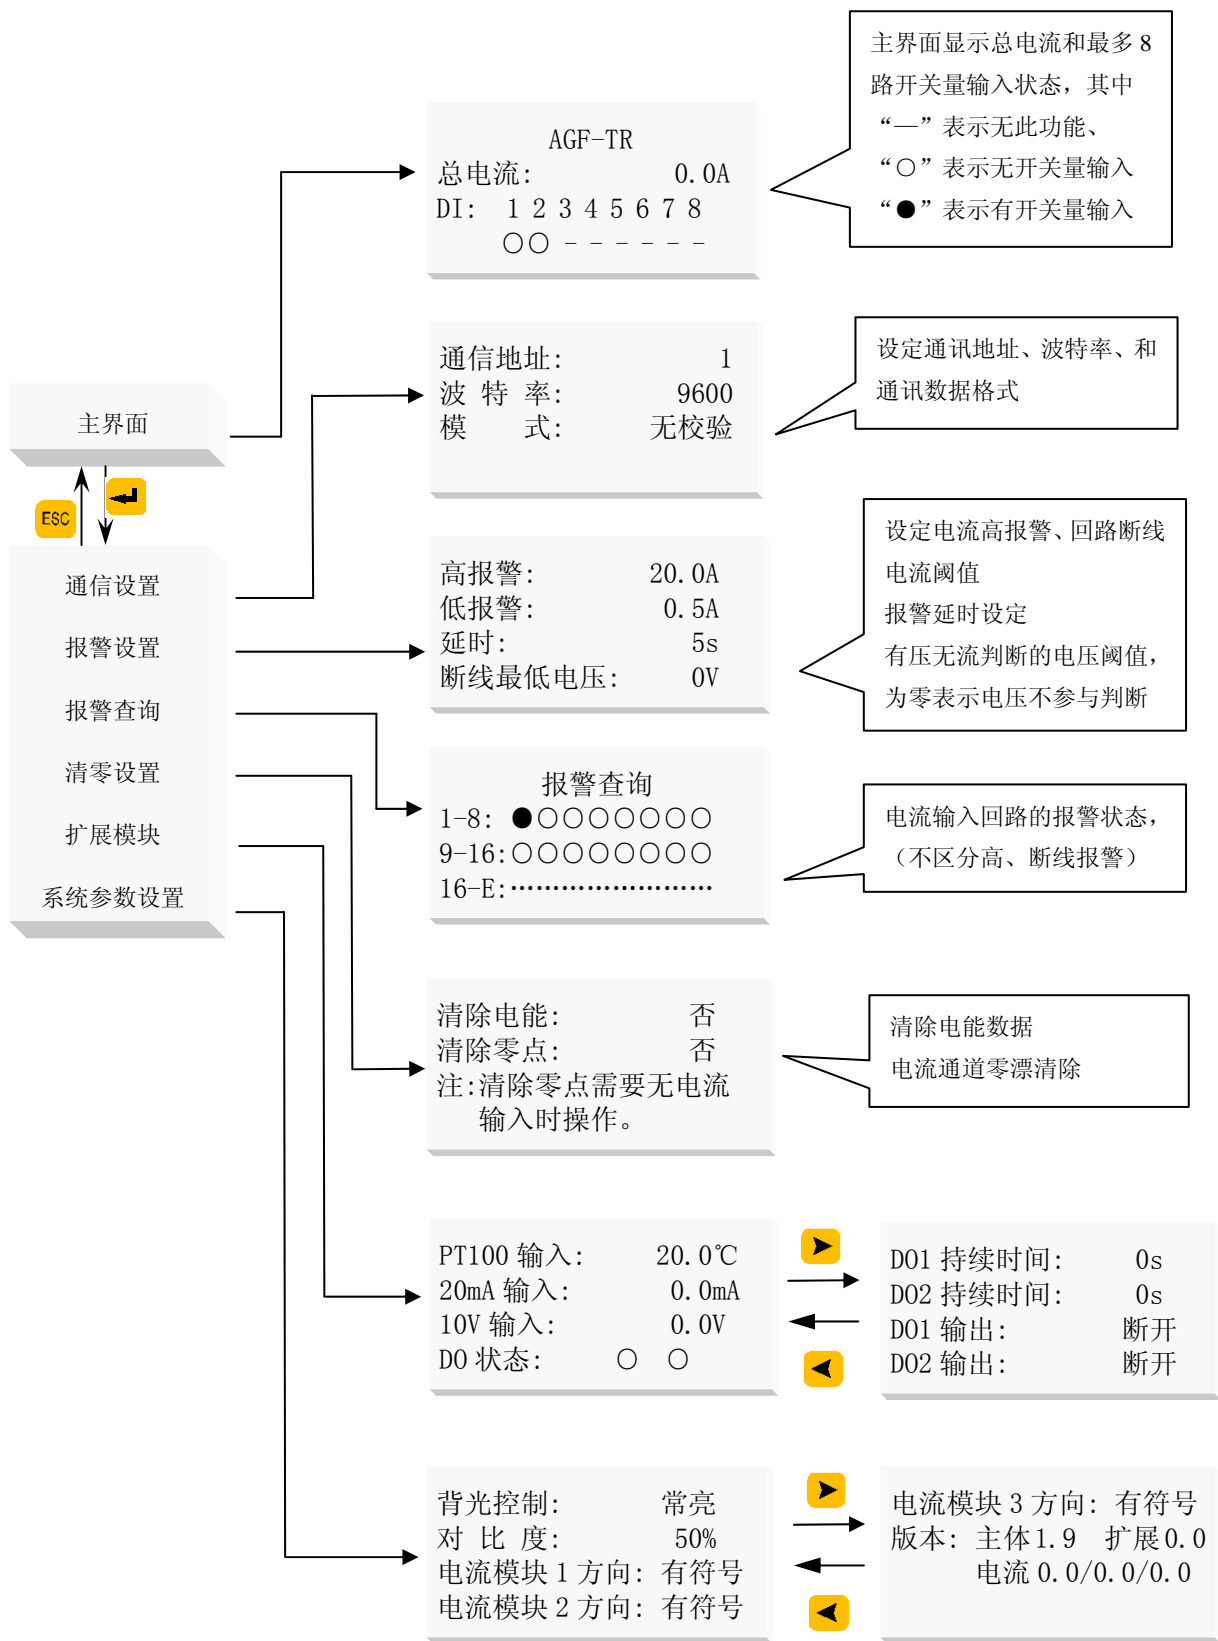 主界面显示总电流和最多 8
路开关量输入状态，其中
“—”表示无此功能、
“○”表示无开关量输入
“●”表示有开关量输入
AGF-TR
总电流: 0.0A
DI: 1 2 3 4 5 6 7 8
○○ - - - - - -
设定通讯地址、波特率、和
通讯数据格式
通信地址: 1
波 特 率: 9600
模 式: 无校验
主界面
ESC
设定电流高报警、回路断线
电流阈值
报警延时设定
有压无流判断的电压阈值，
为零表示电压不参与判断
高报警: 20.0A
低报警: 0.5A
延时: 5s
断线最低电压: 0V
通信设置
报警设置
报警查询
清零设置
扩展模块
系统参数设置
报警查询
1-8: ●○○○○○○○
9-16:○○○○○○○○
16-E:……………………
电流输入回路的报警状态，
（不区分高、断线报警）
清除电能: 否
清除零点: 否
注:清除零点需要无电流
输入时操作。
清除电能数据
电流通道零漂清除
PT100 输入: 20.0℃
20mA 输入: 0.0mA
10V 输入: 0.0V
DO 状态: ○ ○
DO1 持续时间: 0s
DO2 持续时间: 0s
DO1 输出: 断开
DO2 输出: 断开
背光控制: 常亮
对 比 度: 50%
电流模块 1 方向: 有符号
电流模块 2 方向: 有符号
电流模块 3 方向: 有符号
版本: 主体1.9 扩展0.0
电流 0.0/0.0/0.0